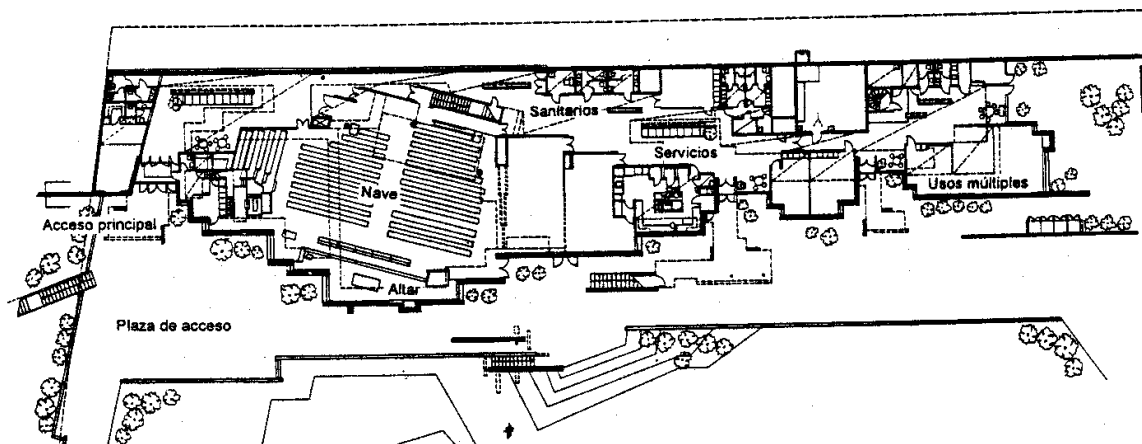 Sanitarios
Servicios
Nave
Usos múltiples
Acceso principal
Altar
Plaza de acceso